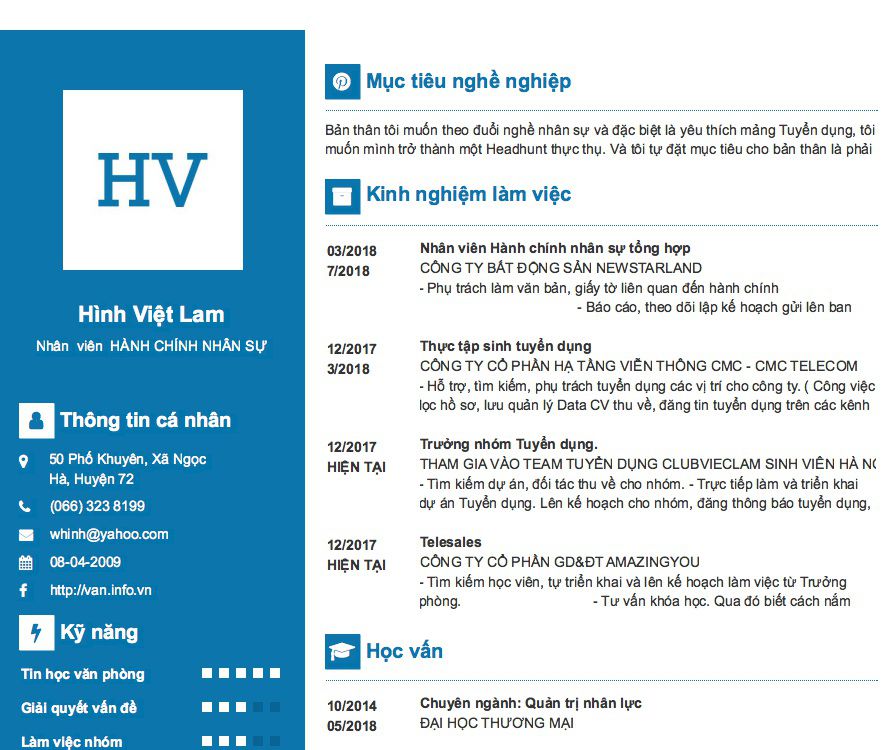 HV
Hình Việt Lam
Nhân viên HÀNH CHÍNH NHÂN SỰ
Thông tin cá nhân
50 Phố Khuyên, Xã Ngọc
Hà, Huyện 72
(066) 323 8199
whinh@yahoo.com
08-04-2009
http://van.info.vn
Kỹ năng
Tin học văn phòng
Giải quyết vấn đề
Làm việc nhóm
Mục tiêu nghề nghiệp
Bản thân tôi muốn theo đuổi nghề nhân sự và đặc biệt là yêu thích mảng Tuyển dụng, tôi
muốn mình trở thành một Headhunt thực thụ. Và tôi tự đặt mục tiêu cho bản thân là phải
Kinh nghiệm làm việc
03/2018
7/2018
Nhân viên Hành chính nhân sự tổng hợp
CÔNG TY BẤT ĐỘNG SẢN NEWSTARLAND
- Phụ trách làm văn bản, giấy tờ liên quan đến hành chính
- Báo cáo, theo dõi lập kế hoạch gửi lên ban
12/2017
3/2018
Thực tập sinh tuyển dụng
CÔNG TY CỔ PHẦN HẠ TẦNG VIỄN THÔNG CMC - CMC TELECOM
- Hỗ trợ, tìm kiếm, phụ trách tuyển dụng các vị trí cho công ty. ( Công việc
lọc hồ sơ, lưu quản lý Data CV thu về, đăng tin tuyển dụng trên các kênh
12/2017
HIỆN TẠI
Trưởng nhóm Tuyển dụng.
THAM GIA VÀO TEAM TUYỂN DỤNG CLUBVIECLAM SINH VIÊN HÀ
- Tìm kiếm dự án, đối tác thu về cho nhóm. - Trực tiếp làm và triển khai
dự án Tuyển dụng. Lên kế hoạch cho nhóm, đăng thông báo tuyển dụng,
12/2017
HIỆN TẠI
Telesales
CÔNG TY CỔ PHẦN GD&ĐT AMAZINGYOU
- Tìm kiếm học viên, tự triển khai và lên kế hoạch làm việc từ Trưởng
phòng. - Tư vấn khóa học. Qua đó biết cách nắm
Học vấn
10/2014
05/2018
Chuyên ngành: Quản trị nhân lực
ĐẠI HỌC THƯƠNG MẠI